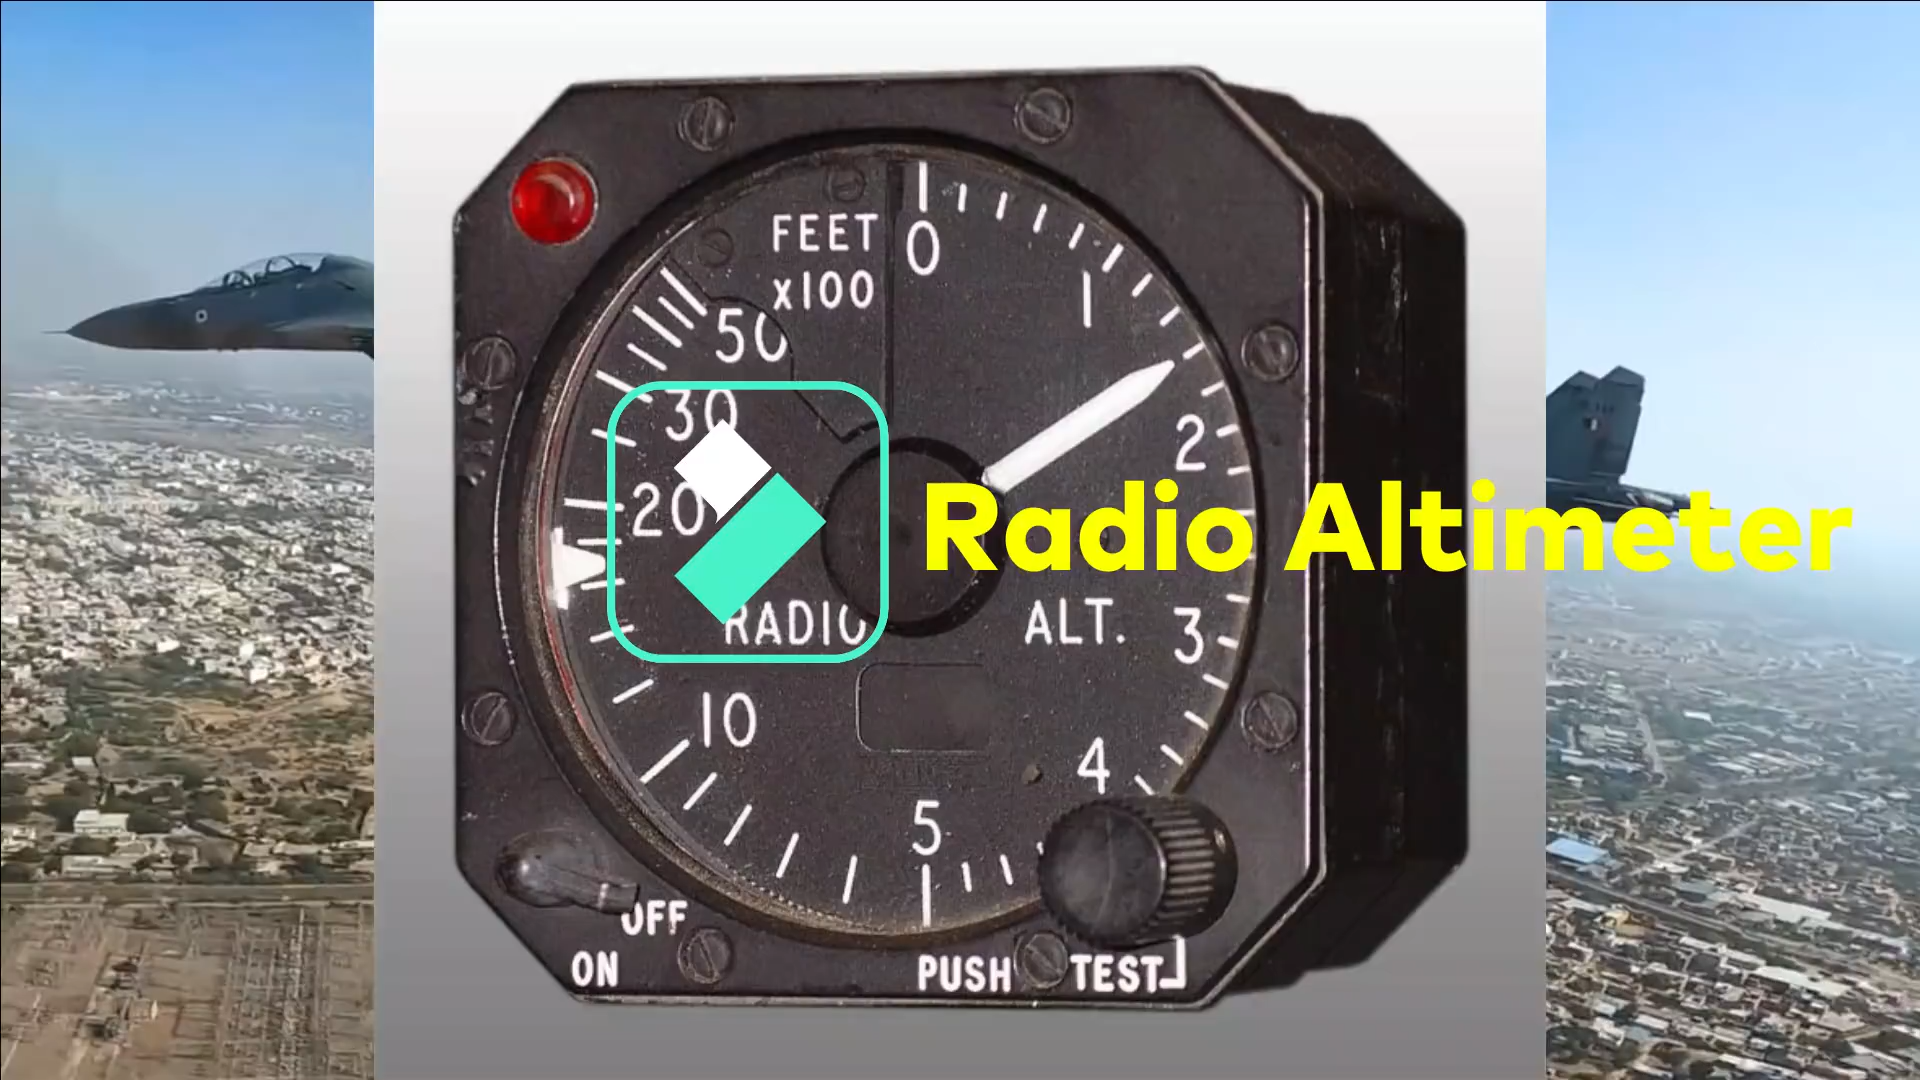 FEET
x100
0
1
50
30
2
20
Radio Altimeter
RADIO
ALT.
3
10
4
5
OFF
ON
PUSH
TEST